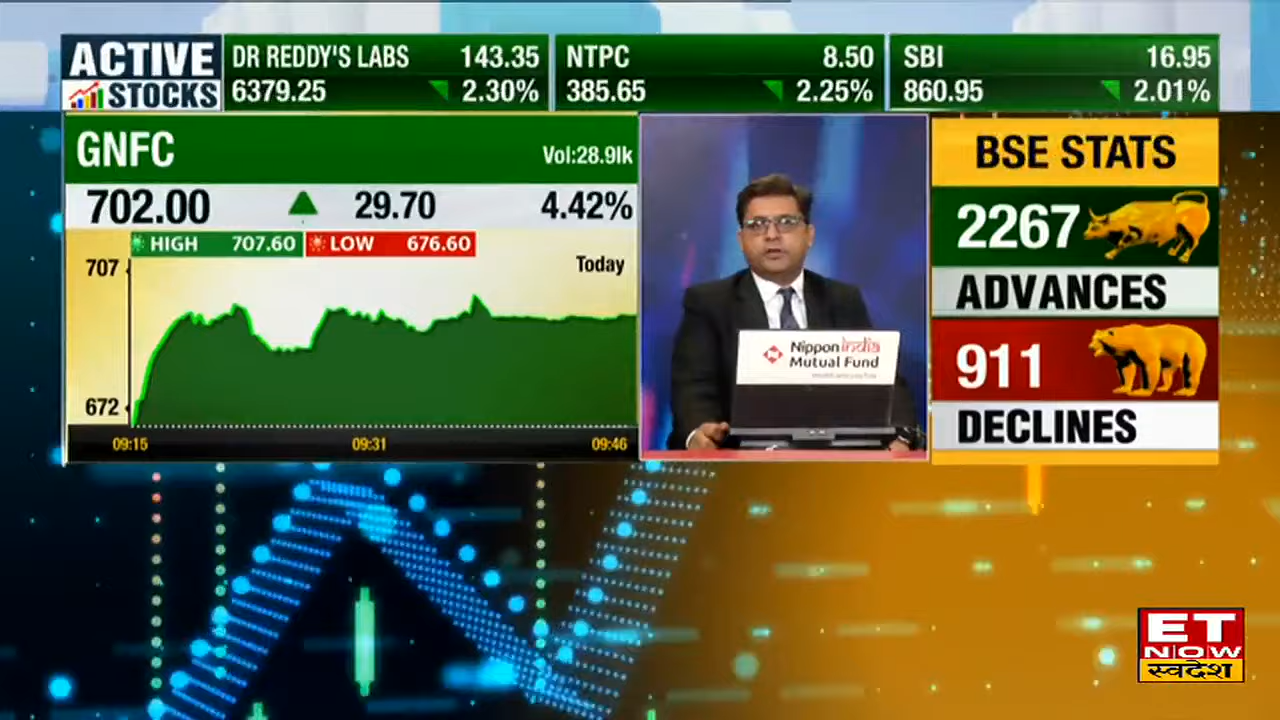 ACTIVE
STOCKS
DR REDDY'S LABS 143.35
6379.25 2.30%
NTPC 8.50
385.65 2.25%
SBI 16.95
860.95 2.01%
GNFC Vol:28.9lk
702.00 29.70 4.42%
HIGH 707.60 LOW 676.60
Today
707
672
09:15 09:31 09:46
Nippon india
Mutual Fund
BSE STATS
2267
ADVANCES
911
DECLINES
ET
NOW
स्वदेश